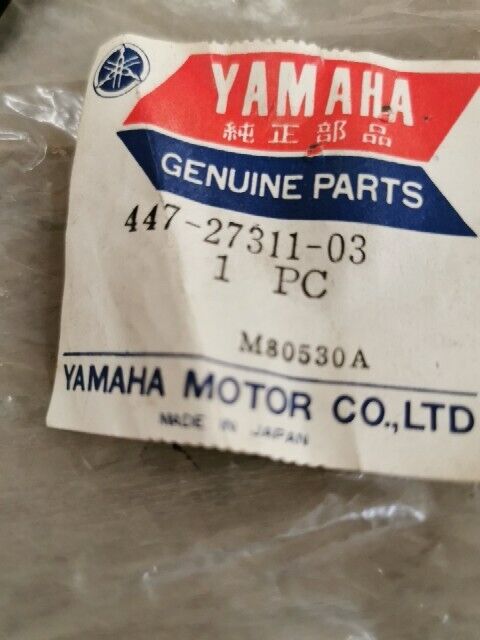 YAMAHA
純正部品
GENUINE PARTS
447-27311-03
1 PC
M80530A
YAMAHA MOTOR CO.,LTD
MADE IN JAPAN